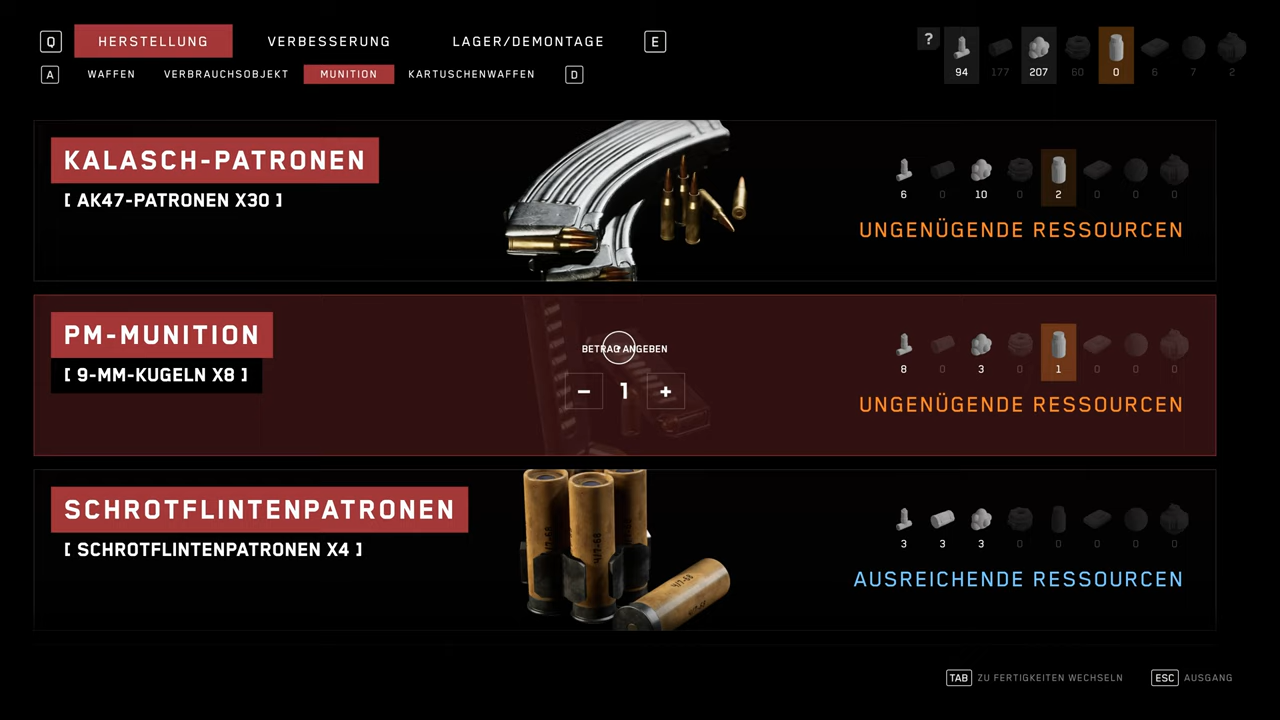 Q HERSTELLUNG VERBESSERUNG LAGER/DEMONTAGE E
A WAFFEN VERBRAUCHSOBJEKT MUNITION KARTUSCHENWAFFEN D
?
94 177 207 60 0 6 7 2
KALASCH-PATRONEN
[ AK47-PATRONEN X30 ]
6 0 10 0 2 0 0 0
UNGENÜGENDE RESSOURCEN
PM-MUNITION
[ 9-MM-KUGELN X8 ]
BETRAG ANGEBEN
− 1 +
8 0 3 0 1 0 0 0
UNGENÜGENDE RESSOURCEN
SCHROTFLINTENPATRONEN
[ SCHROTFLINTENPATRONEN X4 ]
3 3 3 0 0 0 0 0
AUSREICHENDE RESSOURCEN
TAB ZU FERTIGKEITEN WECHSELN ESC AUSGANG